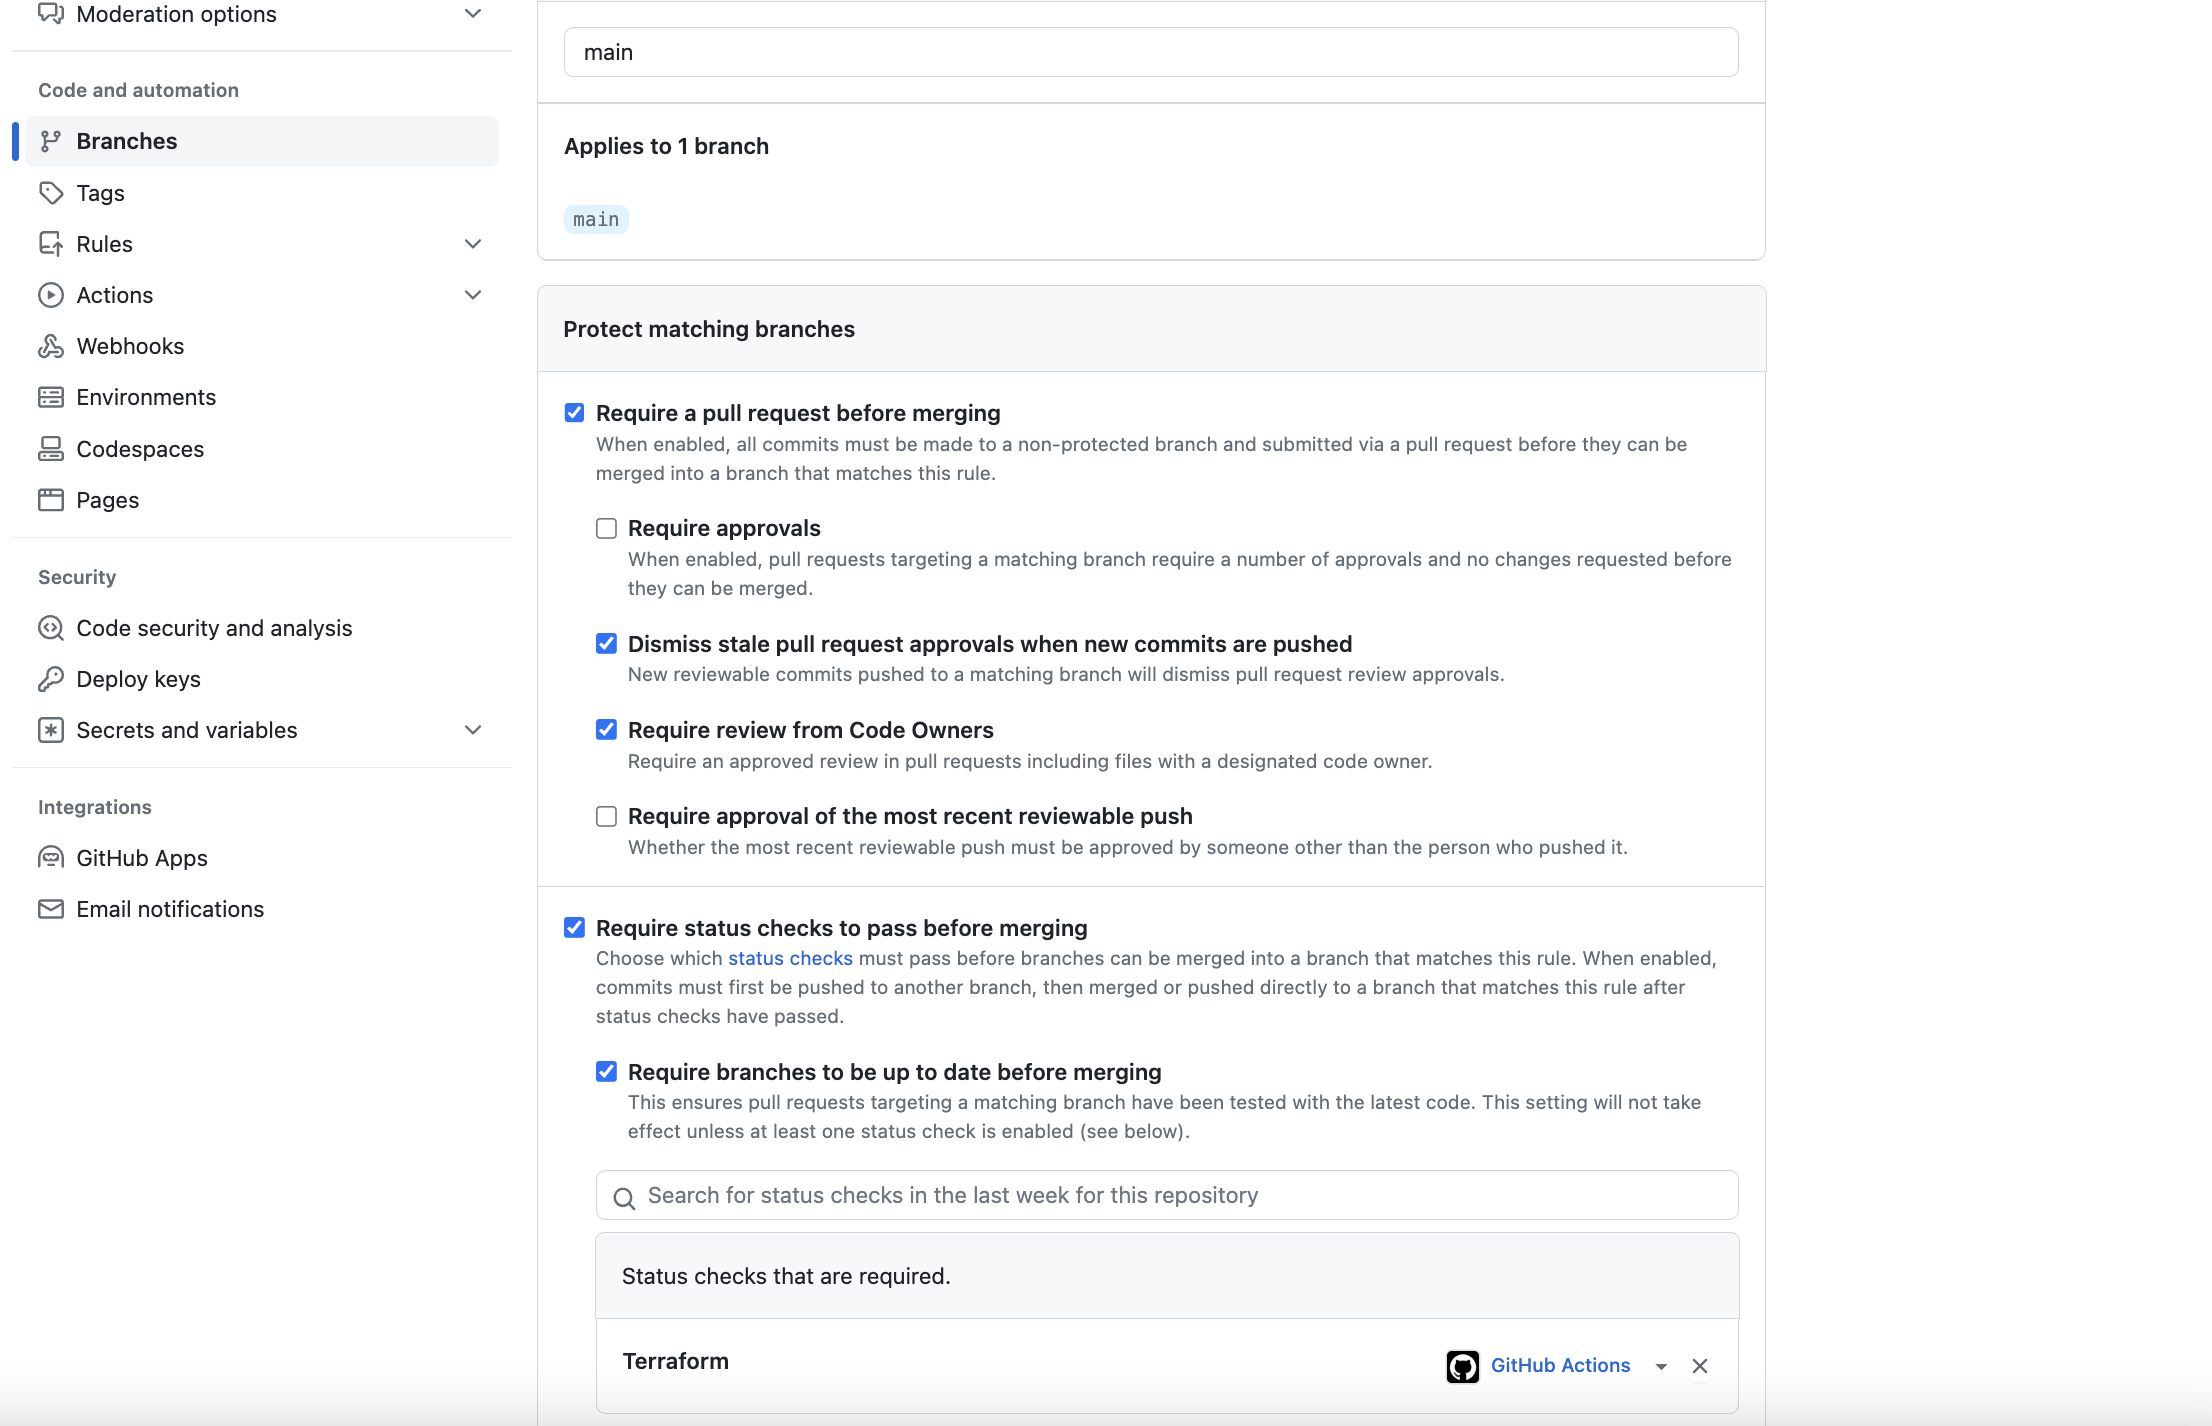 Moderation options
Code and automation
Branches
Tags
Rules
Actions
Webhooks
Environments
Codespaces
Pages
Security
Code security and analysis
Deploy keys
Secrets and variables
Integrations
GitHub Apps
Email notifications
main
Applies to 1 branch
main
Protect matching branches
Require a pull request before merging
When enabled, all commits must be made to a non-protected branch and submitted via a pull request before they can be
merged into a branch that matches this rule.
Require approvals
When enabled, pull requests targeting a matching branch require a number of approvals and no changes requested before
they can be merged.
Dismiss stale pull request approvals when new commits are pushed
New reviewable commits pushed to a matching branch will dismiss pull request review approvals.
Require review from Code Owners
Require an approved review in pull requests including files with a designated code owner.
Require approval of the most recent reviewable push
Whether the most recent reviewable push must be approved by someone other than the person who pushed it.
Require status checks to pass before merging
Choose which status checks must pass before branches can be merged into a branch that matches this rule. When enabled,
commits must first be pushed to another branch, then merged or pushed directly to a branch that matches this rule after
status checks have passed.
Require branches to be up to date before merging
This ensures pull requests targeting a matching branch have been tested with the latest code. This setting will not take
effect unless at least one status check is enabled (see below).
Search for status checks in the last week for this repository
Status checks that are required.
Terraform
GitHub Actions